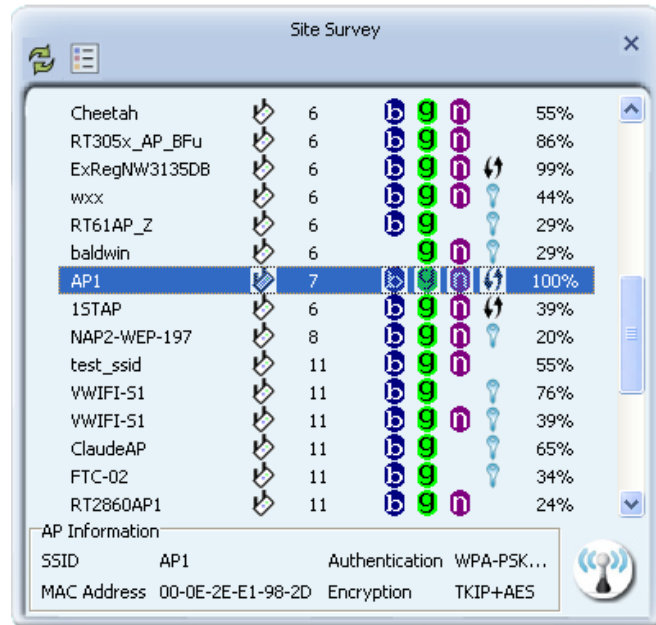 Site Survey
Cheetah 6 b g n 55%
RT305x_AP_BFu 6 b g n 86%
ExRegNW3135DB 6 b g n 99%
wxx 6 b g n 44%
RT61AP_Z 6 b g 29%
baldwin 6 g n 29%
AP1 7 b g n 100%
1STAP 6 b g n 39%
NAP2-WEP-197 8 b g n 20%
test_ssid 11 b g n 55%
VWIFI-S1 11 b g 76%
VWIFI-S1 11 b g n 39%
ClaudeAP 11 b g 65%
FTC-02 11 b g 34%
RT2860AP1 11 b g n 24%
AP Information
SSID AP1 Authentication WPA-PSK...
MAC Address 00-0E-2E-E1-98-2D Encryption TKIP+AES